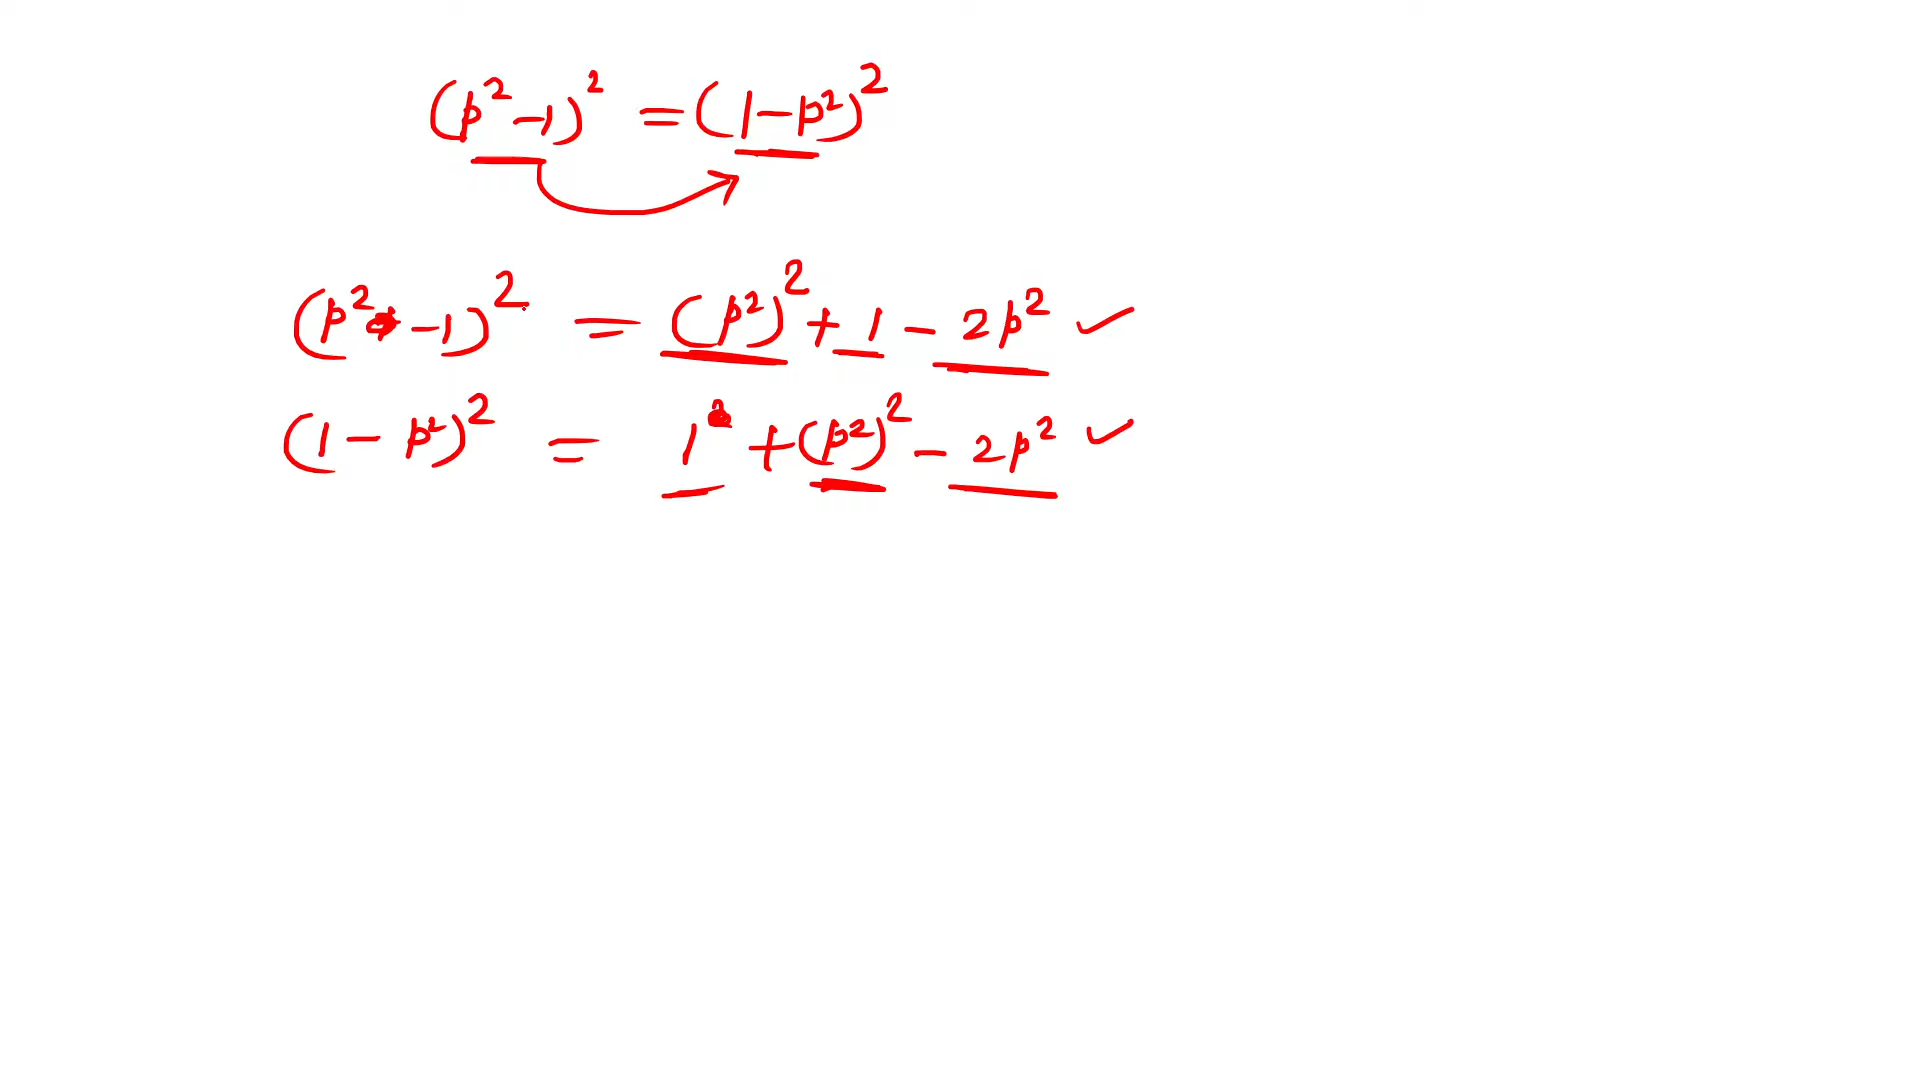 (p²-1)² = (1-p²)²
(p² -1)² = (p²)² + 1 - 2p² ✓
(1 - p²)² = 1² + (p²)² - 2p² ✓